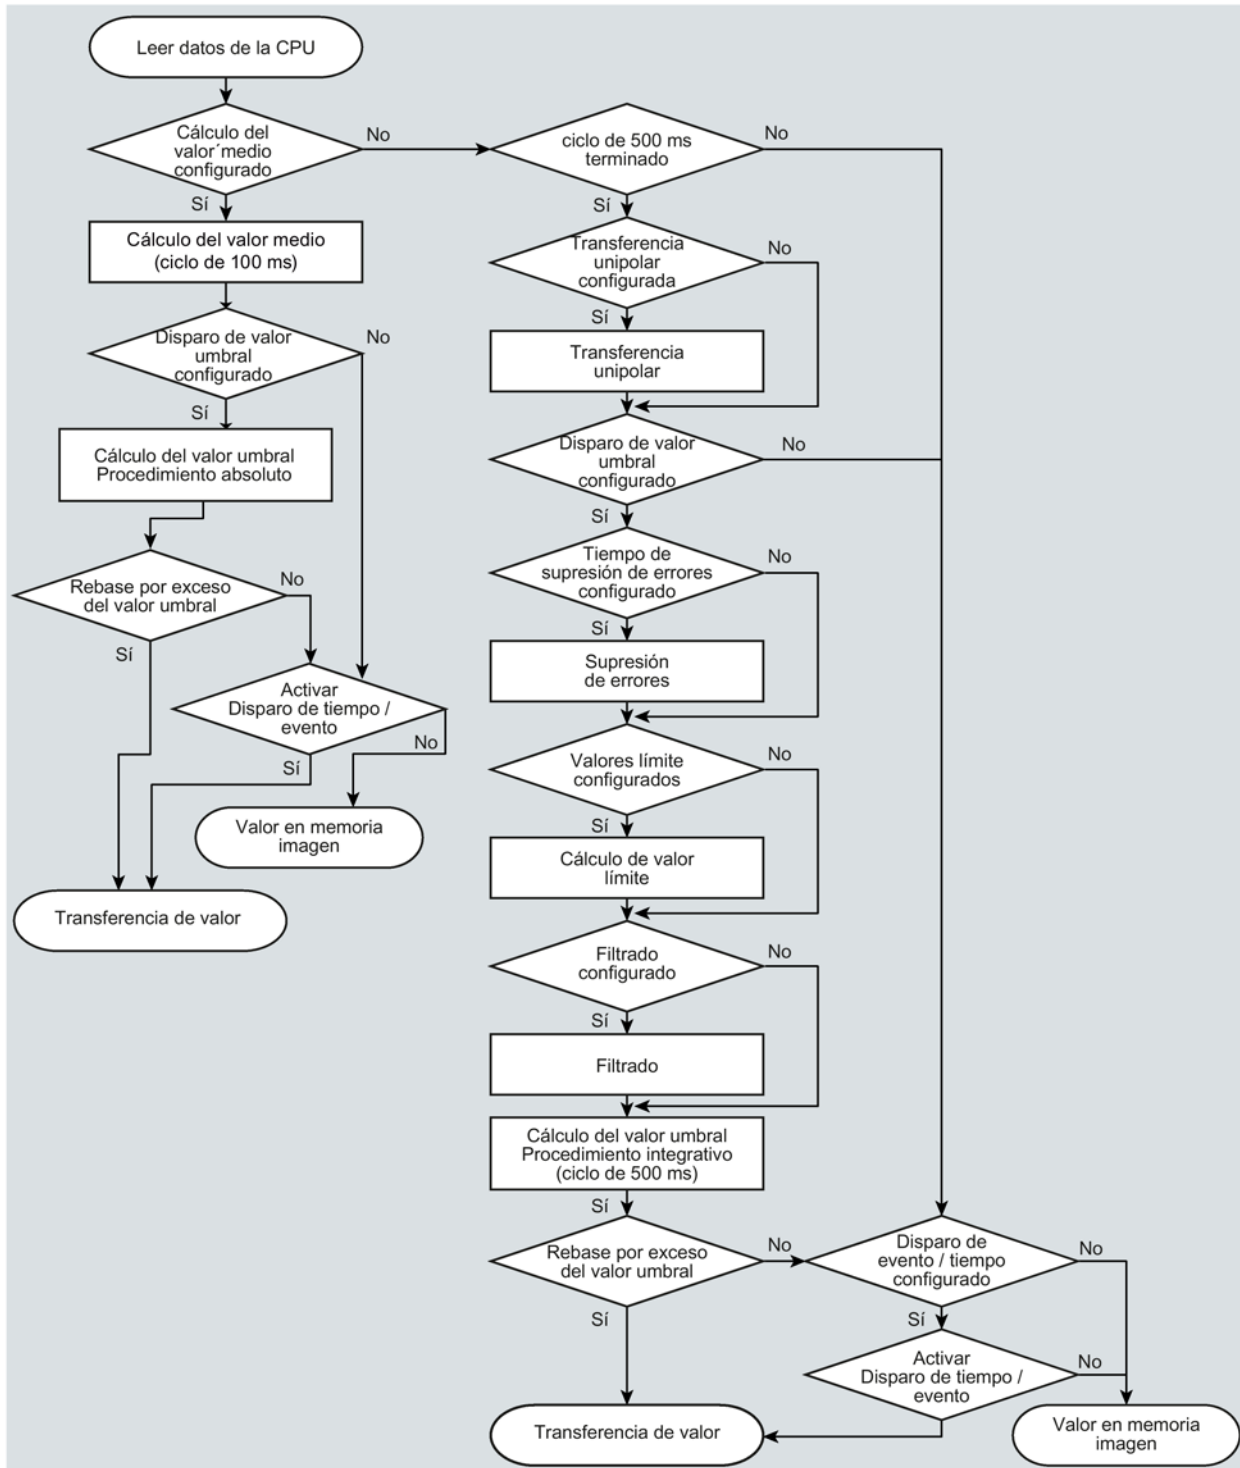 Leer datos de la CPU
Cálculo del
valor´medio
configurado
No
Sí
Cálculo del valor medio
(ciclo de 100 ms)
Disparo de valor
umbral
configurado
No
Sí
Cálculo del valor umbral
Procedimiento absoluto
Rebase por exceso
del valor umbral
No
Sí
Activar
Disparo de tiempo /
evento
No
Sí
Valor en memoria
imagen
Transferencia de valor
ciclo de 500 ms
terminado
No
Sí
Transferencia
unipolar
configurada
No
Sí
Transferencia
unipolar
Disparo de valor
umbral
configurado
No
Sí
Tiempo de
supresión de errores
configurado
No
Sí
Supresión
de errores
Valores límite
configurados
No
Sí
Cálculo de valor
límite
Filtrado
configurado
No
Sí
Filtrado
Cálculo del valor umbral
Procedimiento integrativo
(ciclo de 500 ms)
Sí
Rebase por exceso
del valor umbral
No
Sí
Disparo de
evento / tiempo
configurado
No
Sí
Activar
Disparo de tiempo /
evento
No
Transferencia de valor
Valor en memoria
imagen